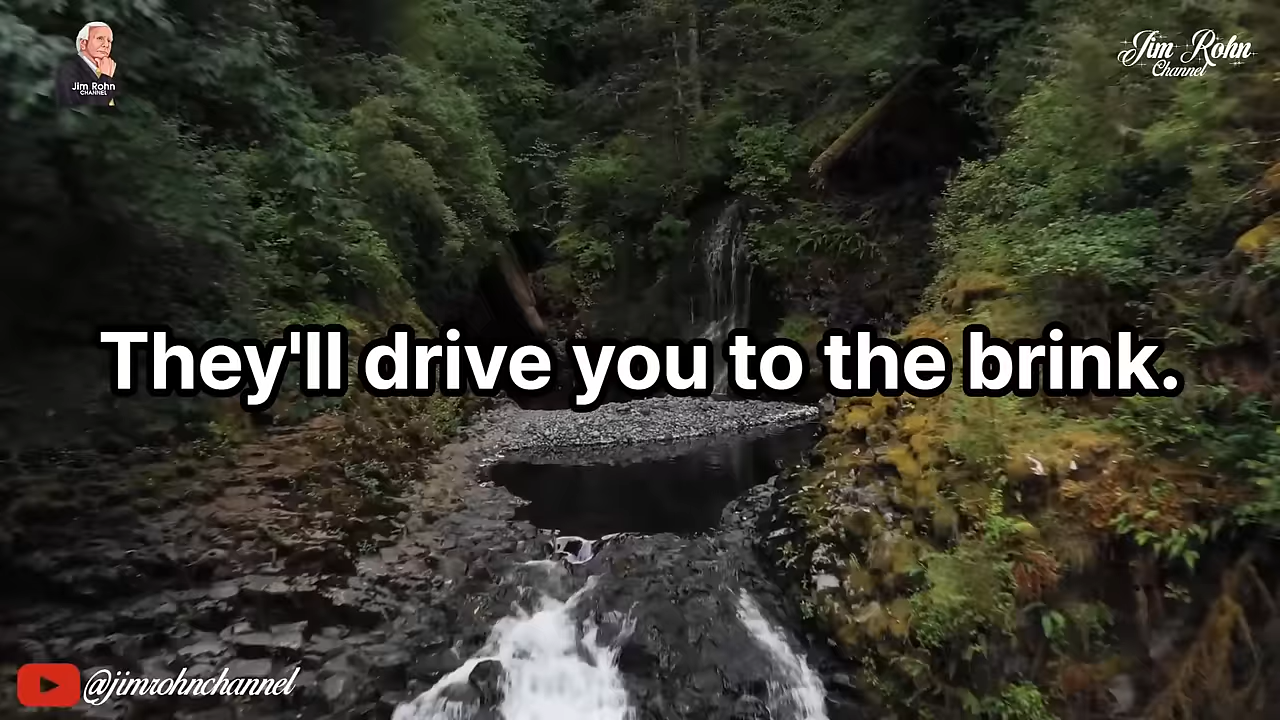 Jim Rohn
CHANNEL
Jim Rohn
Channel
They'll drive you to the brink.
@jimrohnchannel